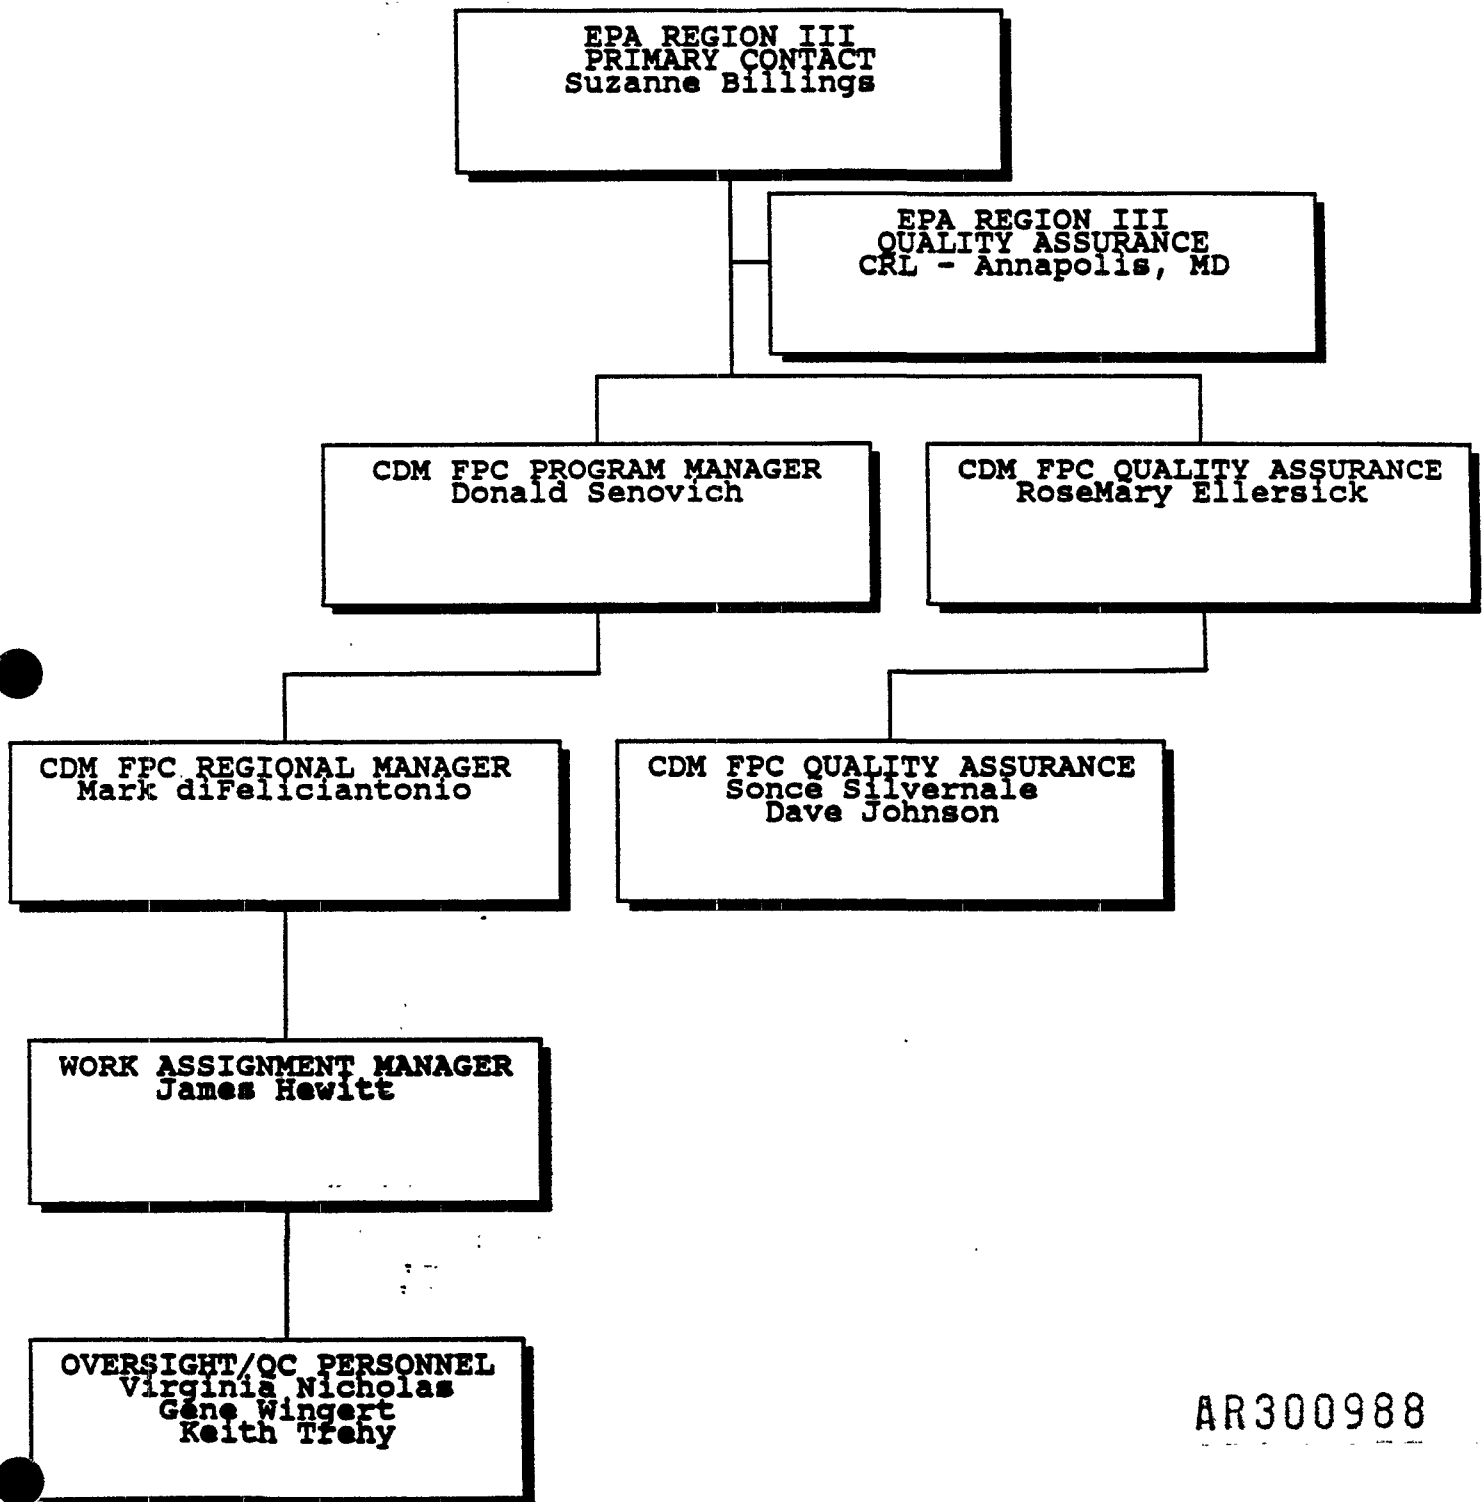 EPA REGION III
PRIMARY CONTACT
Suzanne Billings
EPA REGION III
QUALITY ASSURANCE
CRL - Annapolis, MD
CDM FPC PROGRAM MANAGER
Donald Senovich
CDM FPC QUALITY ASSURANCE
RoseMary Ellersick
CDM FPC REGIONAL MANAGER
Mark diFeliciantonio
CDM FPC QUALITY ASSURANCE
Sonce Silvernale
Dave Johnson
WORK ASSIGNMENT MANAGER
James Hewitt
OVERSIGHT/QC PERSONNEL
Virginia Nicholas
Gene Wingert
Keith Trehy
AR300988